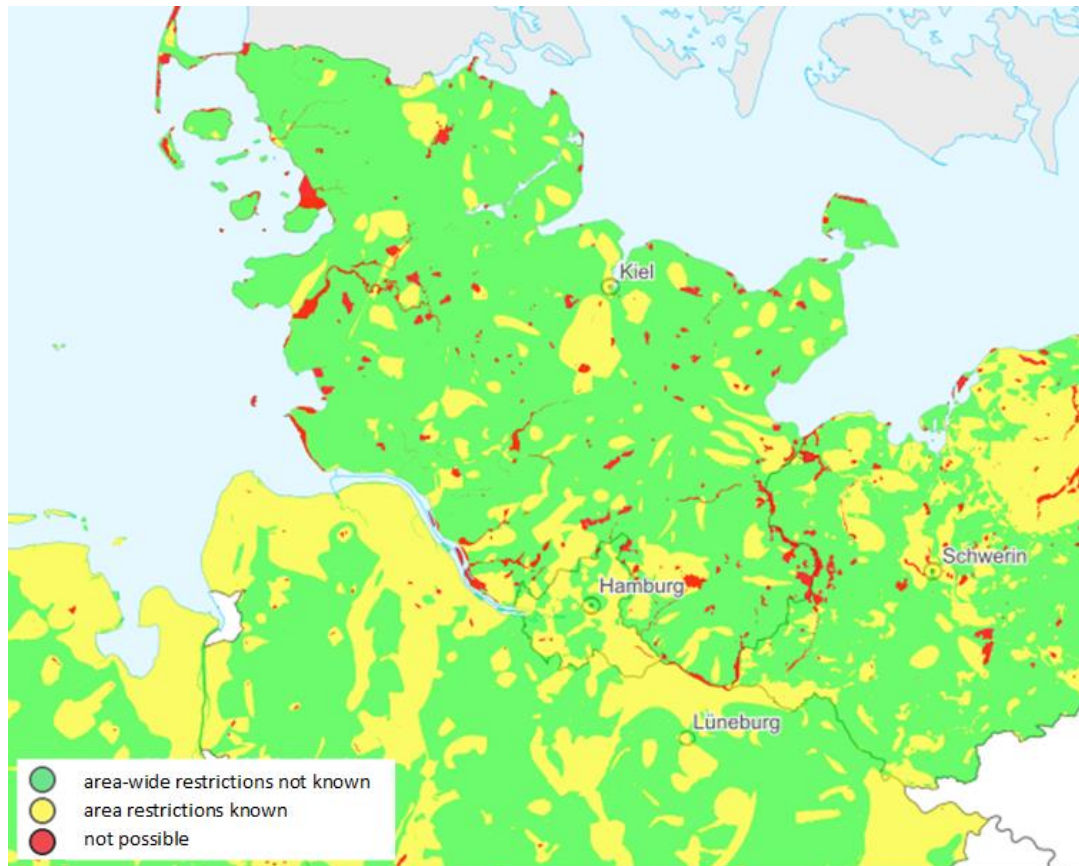 Kiel
Schwerin
Hamburg
Lüneburg
area-wide restrictions not known
area restrictions known
not possible